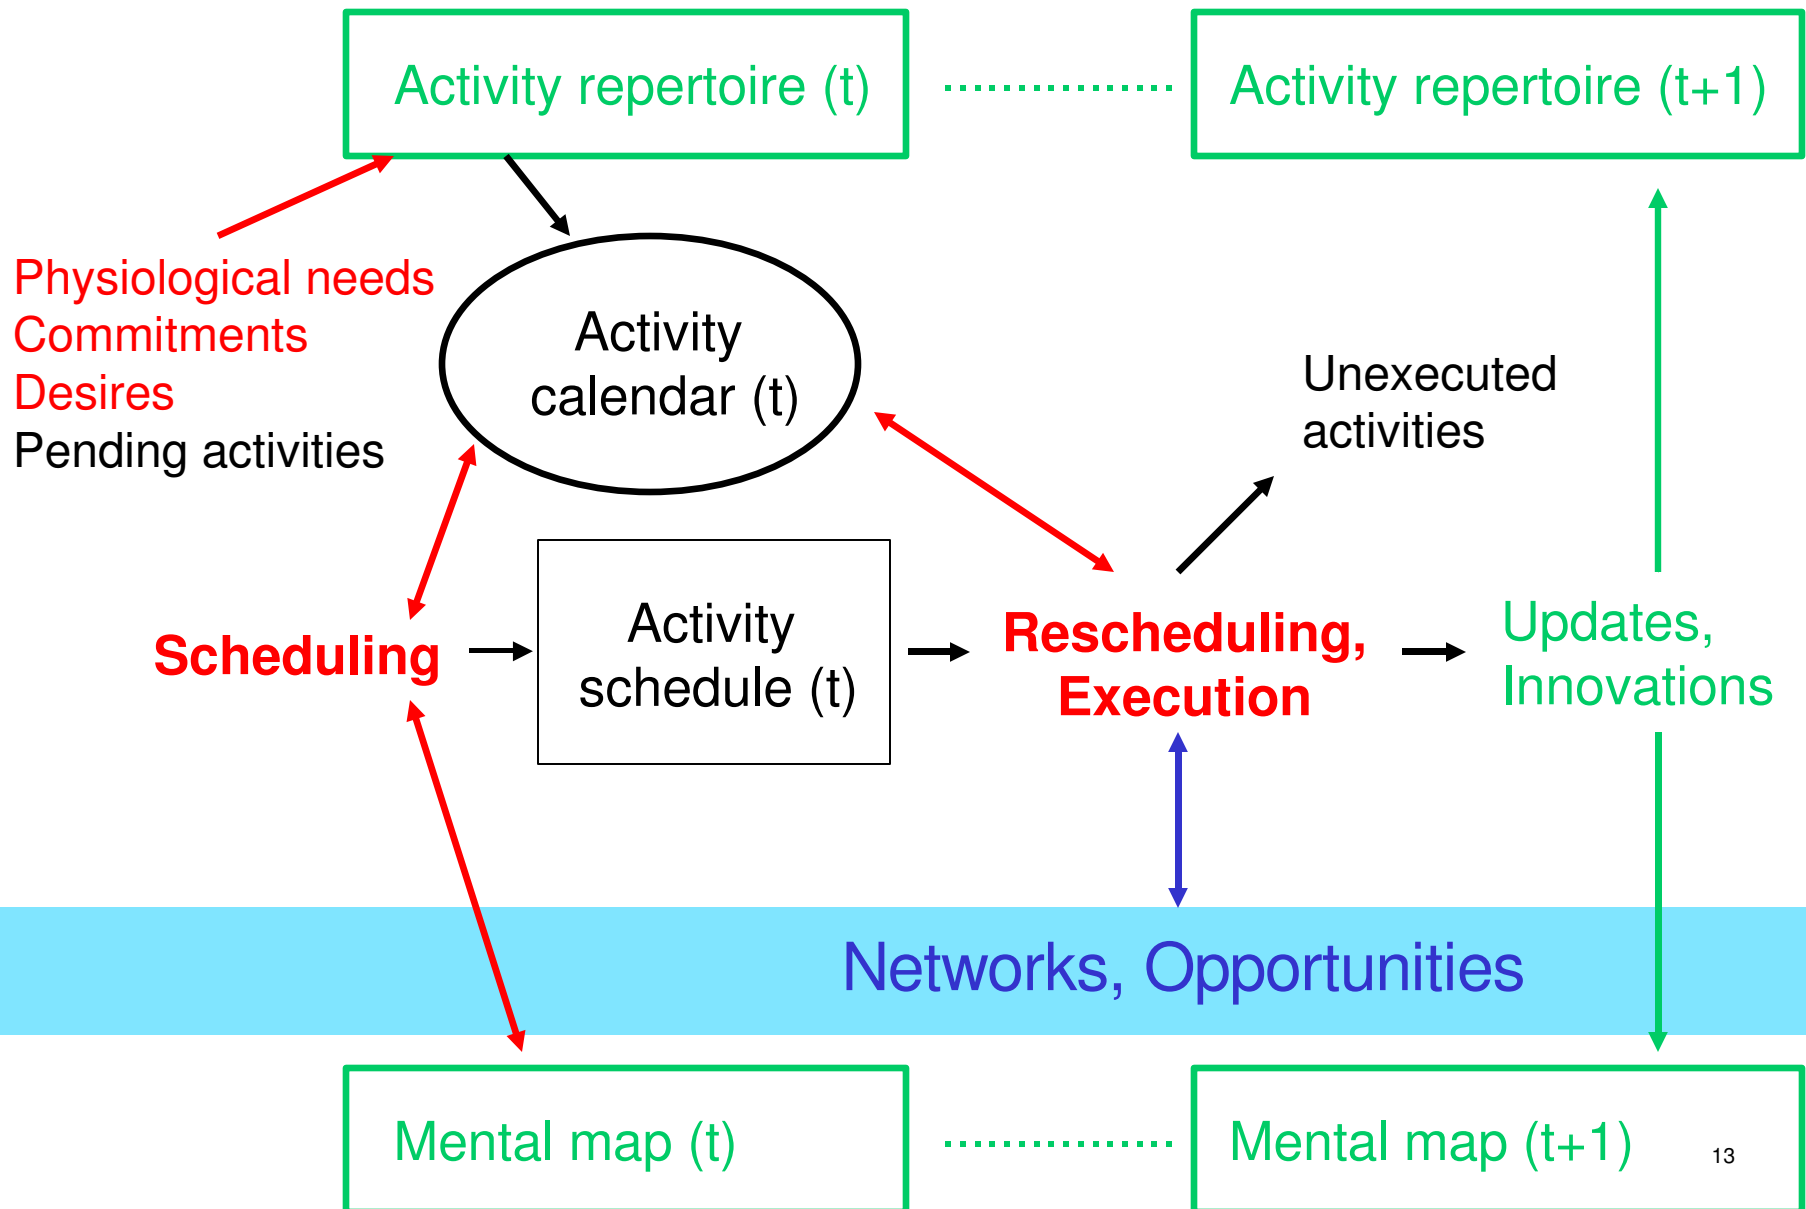 Activity repertoire (t)
Activity repertoire (t+1)
Physiological needs
Commitments
Desires
Pending activities
Activity
calendar (t)
Unexecuted
activities
Scheduling
Activity
schedule (t)
Rescheduling,
Execution
Updates,
Innovations
Networks, Opportunities
Mental map (t)
Mental map (t+1)
13